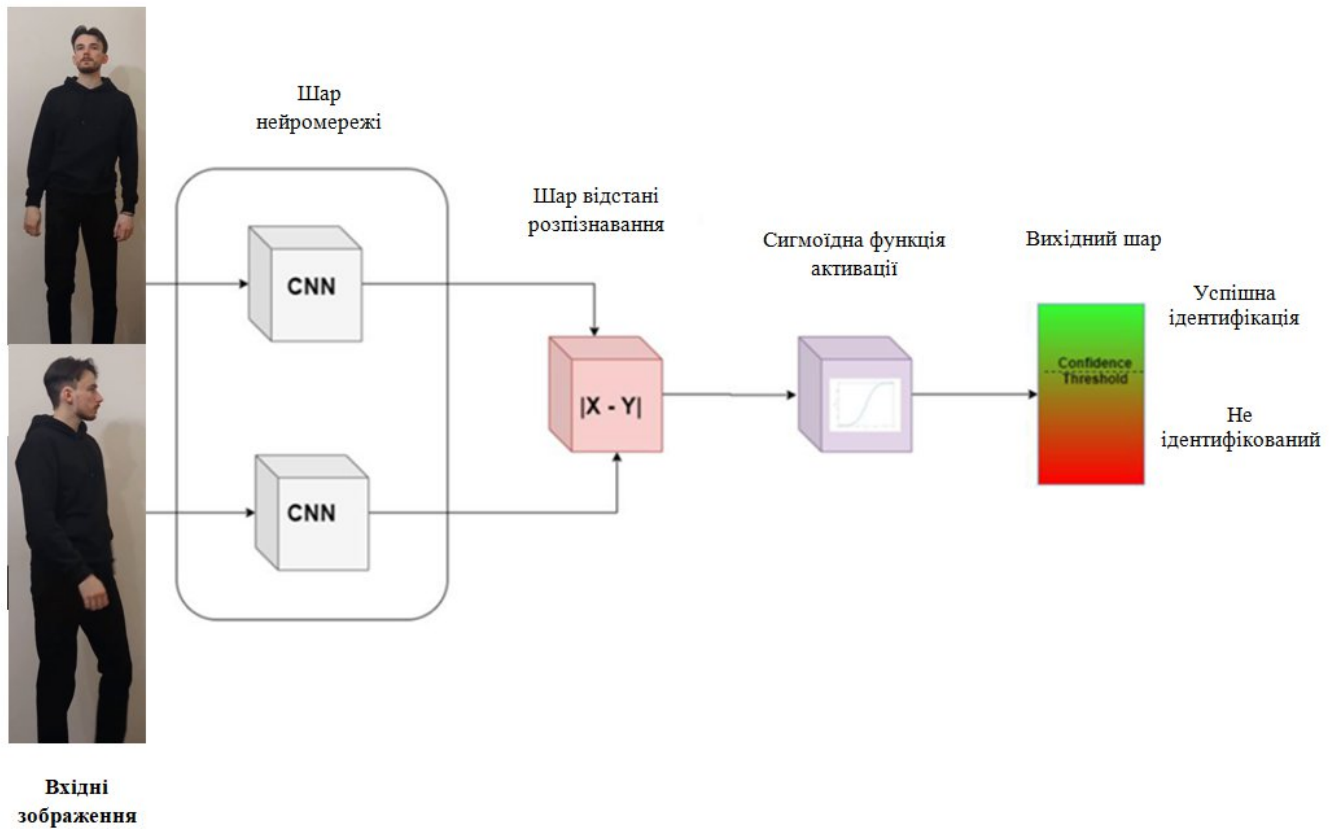 Шар
нейромережі
Шар відстані
розпізнавання
Сигмоїдна функція
активації
Вихідний шар
Успішна
ідентифікація
CNN
Confidence
Threshold
|X - Y|
Не
ідентифікований
CNN
Вхідні
зображення